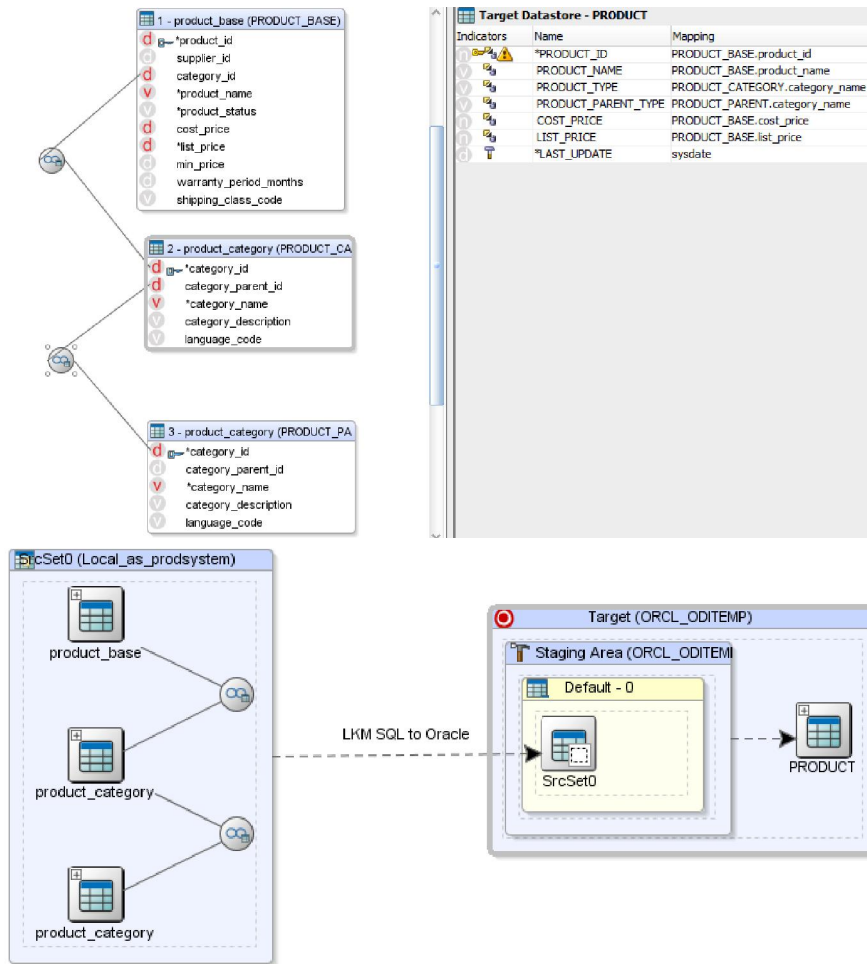 1 - product_base (PRODUCT_BASE)
d *product_id
d supplier_id
d category_id
v *product_name
v *product_status
d cost_price
d *list_price
d min_price
d warranty_period_months
v shipping_class_code
2 - product_category (PRODUCT_CA
d *category_id
d category_parent_id
v *category_name
v category_description
v language_code
3 - product_category (PRODUCT_PA
d *category_id
d category_parent_id
v *category_name
v category_description
v language_code
Target Datastore - PRODUCT
Indicators Name Mapping
n *PRODUCT_ID PRODUCT_BASE.product_id
v PRODUCT_NAME PRODUCT_BASE.product_name
v PRODUCT_TYPE PRODUCT_CATEGORY.category_name
v PRODUCT_PARENT_TYPE PRODUCT_PARENT.category_name
n COST_PRICE PRODUCT_BASE.cost_price
n LIST_PRICE PRODUCT_BASE.list_price
d *LAST_UPDATE sysdate
SrcSet0 (Local_as_prodsystem)
product_base
product_category
product_category
LKM SQL to Oracle
Target (ORCL_ODITEMP)
Staging Area (ORCL_ODITEM
Default - 0
SrcSet0
PRODUCT